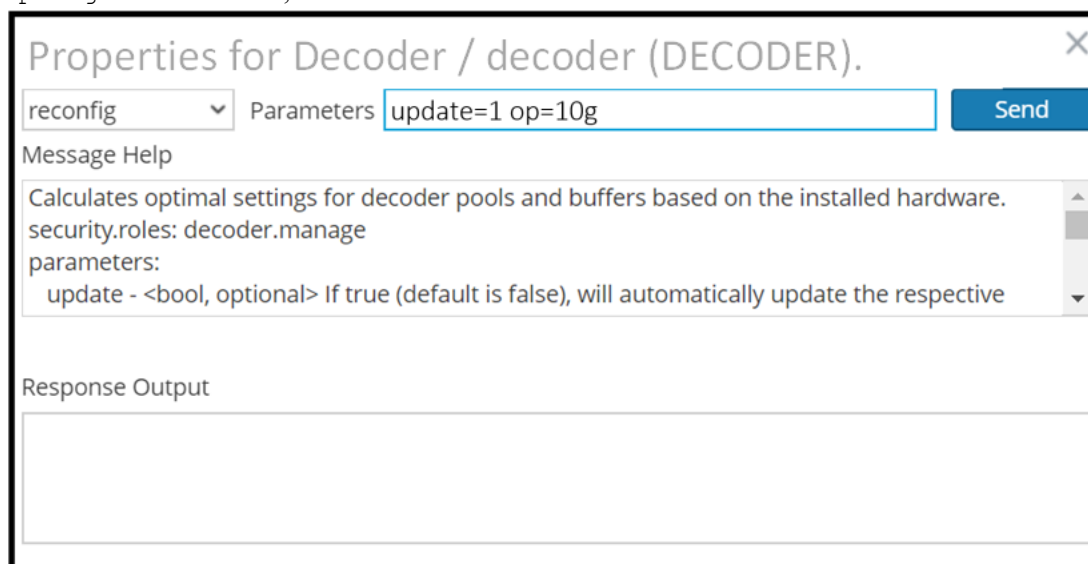 Properties for Decoder / decoder (DECODER).
reconfig Parameters update=1 op=10g Send
Message Help
Calculates optimal settings for decoder pools and buffers based on the installed hardware.
security.roles: decoder.manage
parameters:
update - <bool, optional> If true (default is false), will automatically update the respective
Response Output